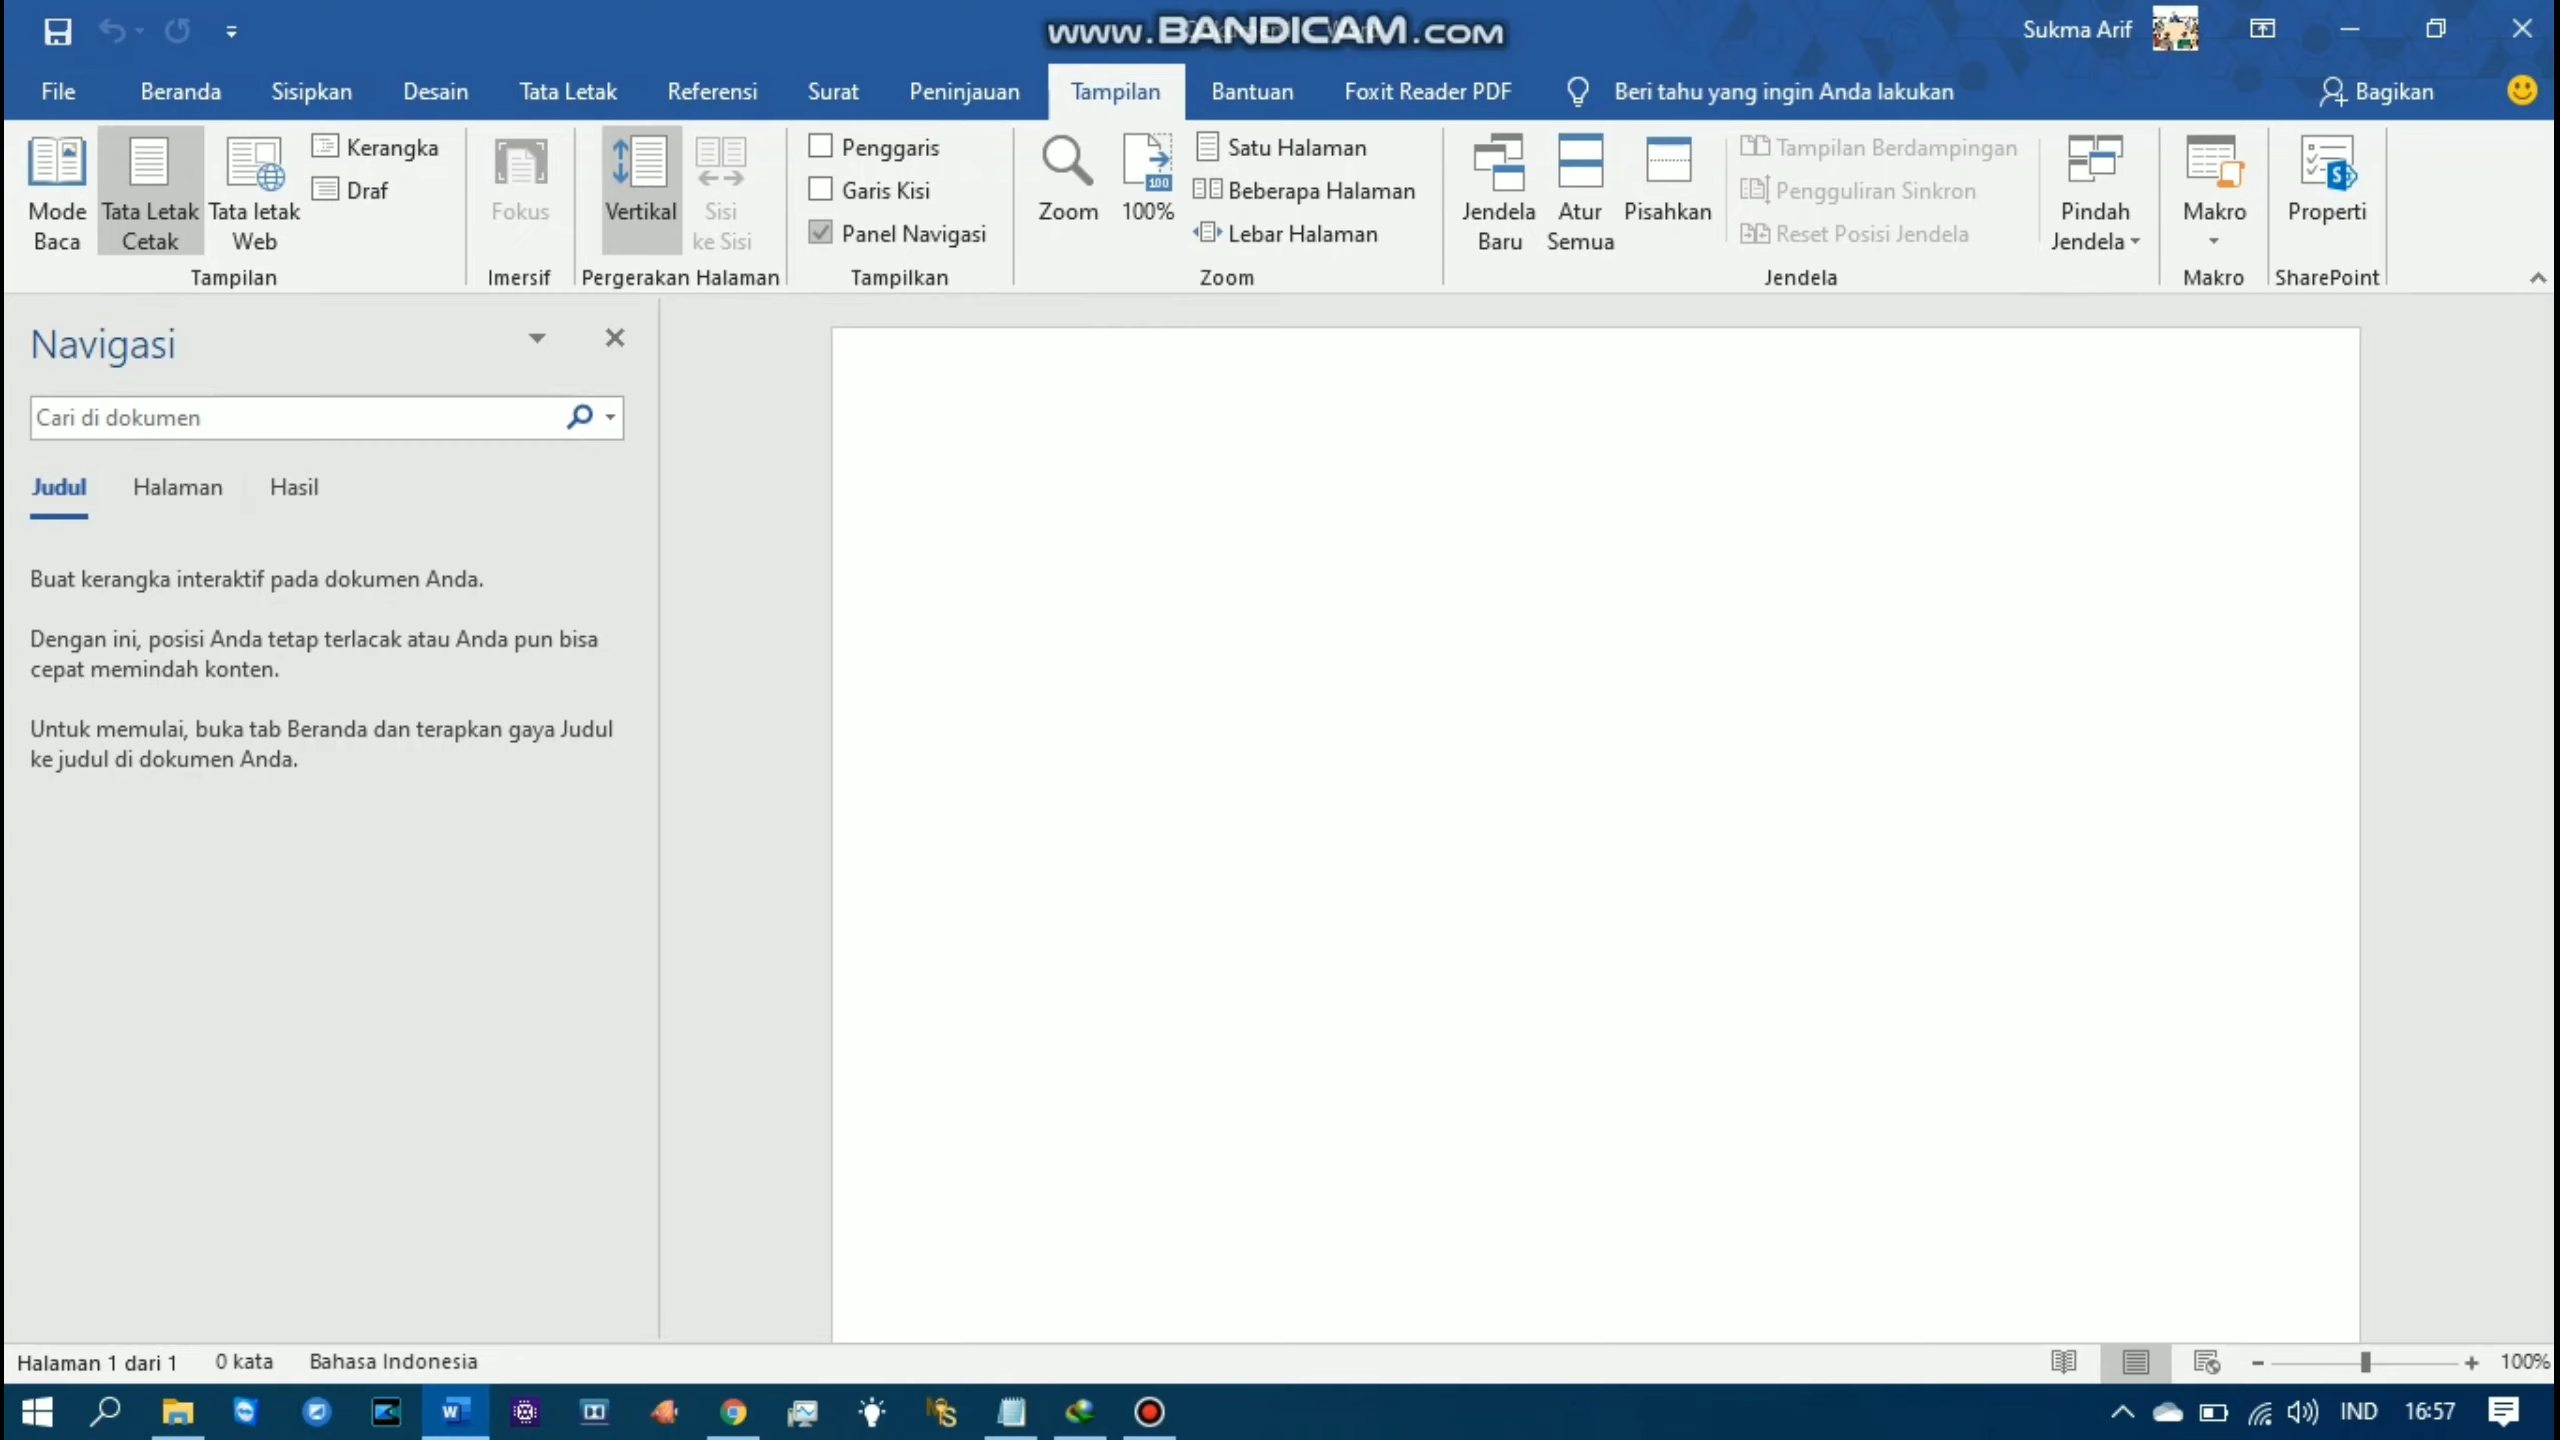 www.BANDICAM.com
Sukma Arif
File Beranda Sisipkan Desain Tata Letak Referensi Surat Peninjauan Tampilan Bantuan Foxit Reader PDF Beri tahu yang ingin Anda lakukan Bagikan
Mode Baca
Tata Letak Cetak
Tata letak Web
Kerangka
Draf
Tampilan
Fokus
Imersif
Vertikal
Sisi ke Sisi
Pergerakan Halaman
Penggaris
Garis Kisi
Panel Navigasi
Tampilkan
Zoom
100
100%
Satu Halaman
Beberapa Halaman
Lebar Halaman
Zoom
Jendela Baru
Atur Semua
Pisahkan
Tampilan Berdampingan
Pengguliran Sinkron
Reset Posisi Jendela
Pindah Jendela
Jendela
Makro
Makro
Properti
SharePoint
Navigasi
Cari di dokumen
Judul Halaman Hasil
Buat kerangka interaktif pada dokumen Anda.
Dengan ini, posisi Anda tetap terlacak atau Anda pun bisa
cepat memindah konten.
Untuk memulai, buka tab Beranda dan terapkan gaya Judul
ke judul di dokumen Anda.
Halaman 1 dari 1 0 kata Bahasa Indonesia 100%
IND 16:57